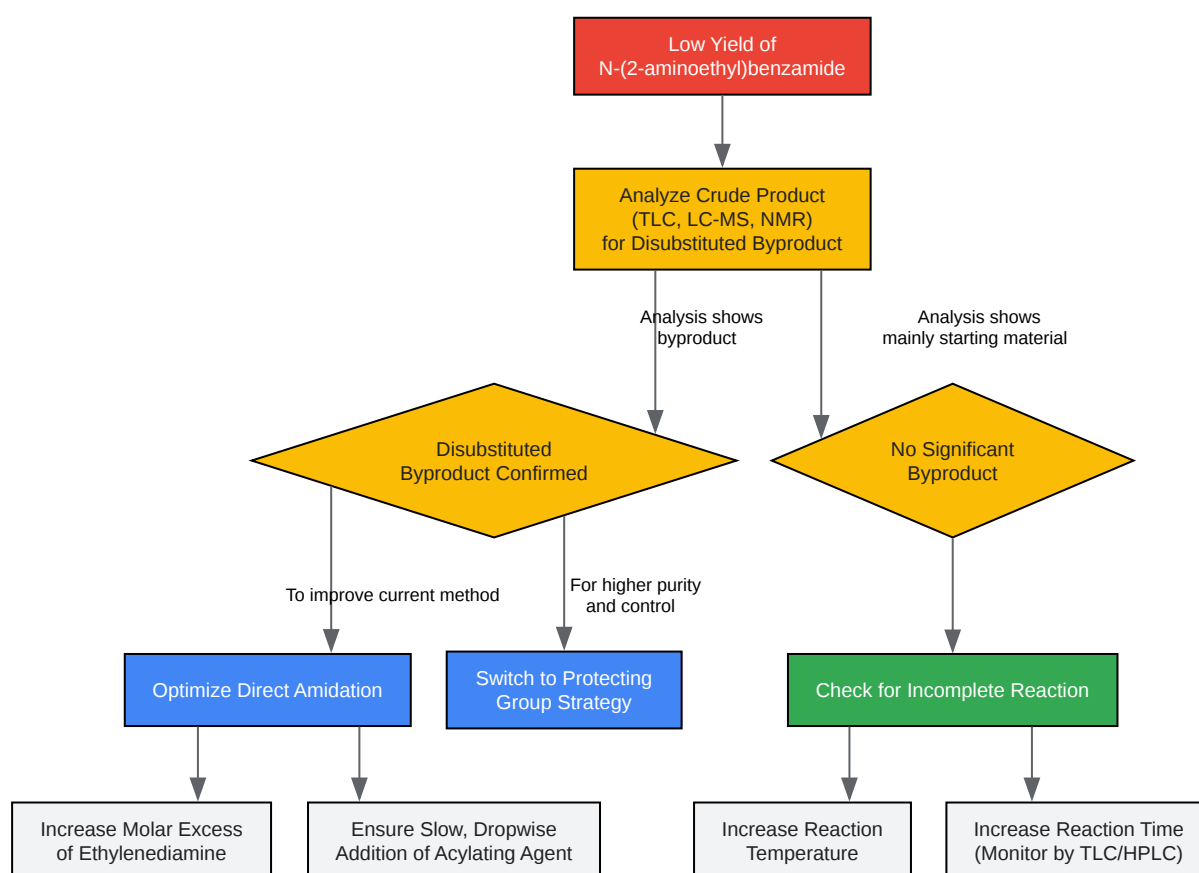 Low Yield of
N-(2-aminoethyl)benzamide
Analyze Crude Product
(TLC, LC-MS, NMR)
for Disubstituted Byproduct
Analysis shows
byproduct
Analysis shows
mainly starting material
Disubstituted
Byproduct Confirmed
No Significant
Byproduct
To improve current method
For higher purity
and control
Optimize Direct Amidation
Switch to Protecting
Group Strategy
Check for Incomplete Reaction
Increase Molar Excess
of Ethylenediamine
Ensure Slow, Dropwise
Addition of Acylating Agent
Increase Reaction
Temperature
Increase Reaction Time
(Monitor by TLC/HPLC)